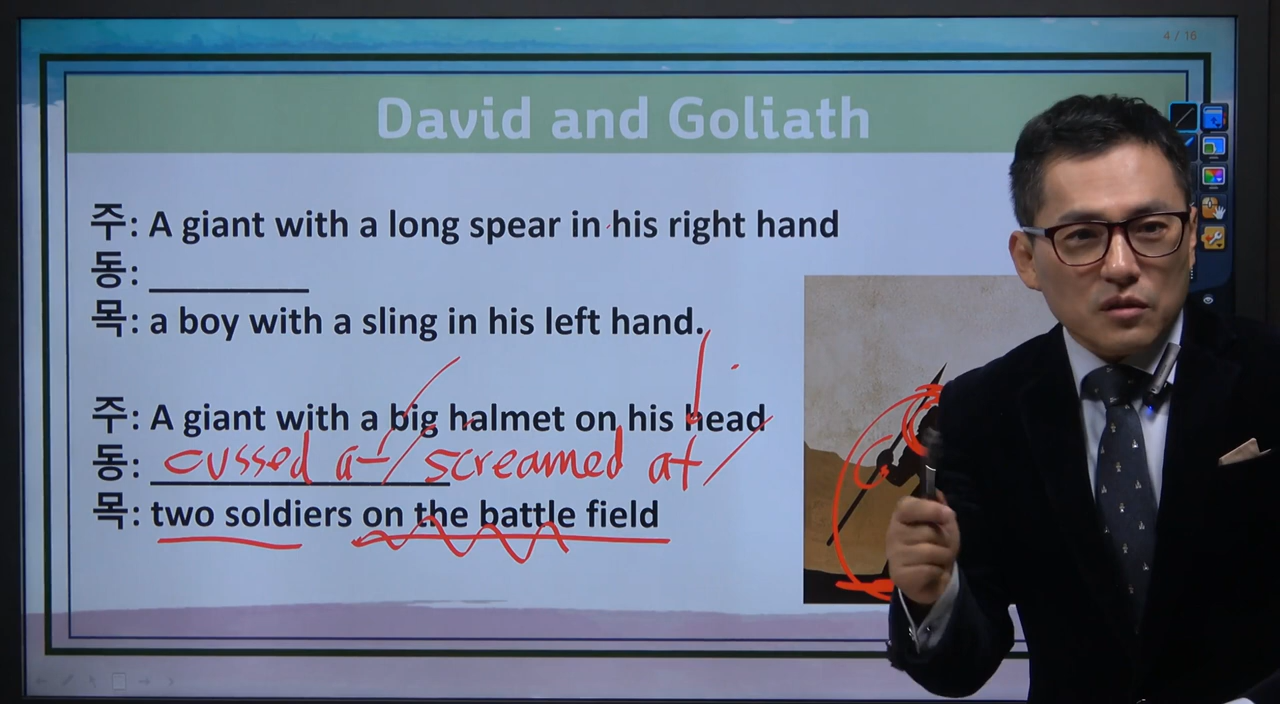 4 / 16
David and Goliath
주: A giant with a long spear in his right hand
동: ________
목: a boy with a sling in his left hand.
주: A giant with a big halmet on his head
동: cussed at / screamed at /
목: two soldiers on the battle field